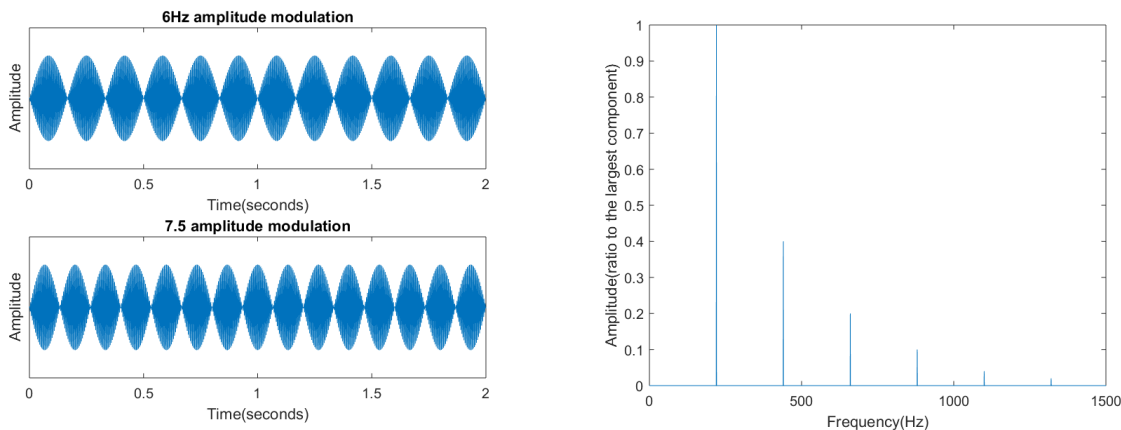 6Hz amplitude modulation
Amplitude
0 0.5 1 1.5 2
Time(seconds)
7.5 amplitude modulation
Amplitude
0 0.5 1 1.5 2
Time(seconds)
Amplitude(ratio to the largest component)
1
0.9
0.8
0.7
0.6
0.5
0.4
0.3
0.2
0.1
0
0 500 1000 1500
Frequency(Hz)